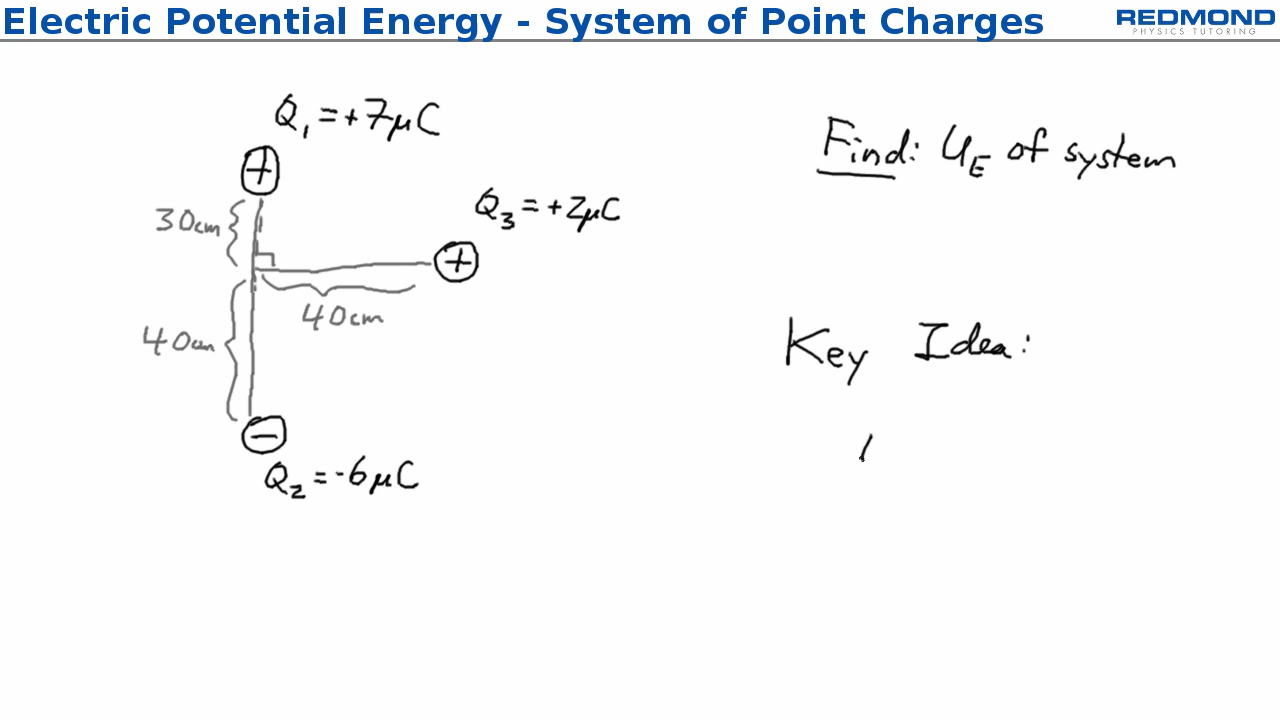 Electric Potential Energy - System of Point Charges
REDMOND
PHYSICS TUTORING
Q₁ = +7μC
+
Find: U_E of system
30cm
Q₃ = +2μC
+
40cm
40cm
Key Idea:
−
Q₂ = -6μC